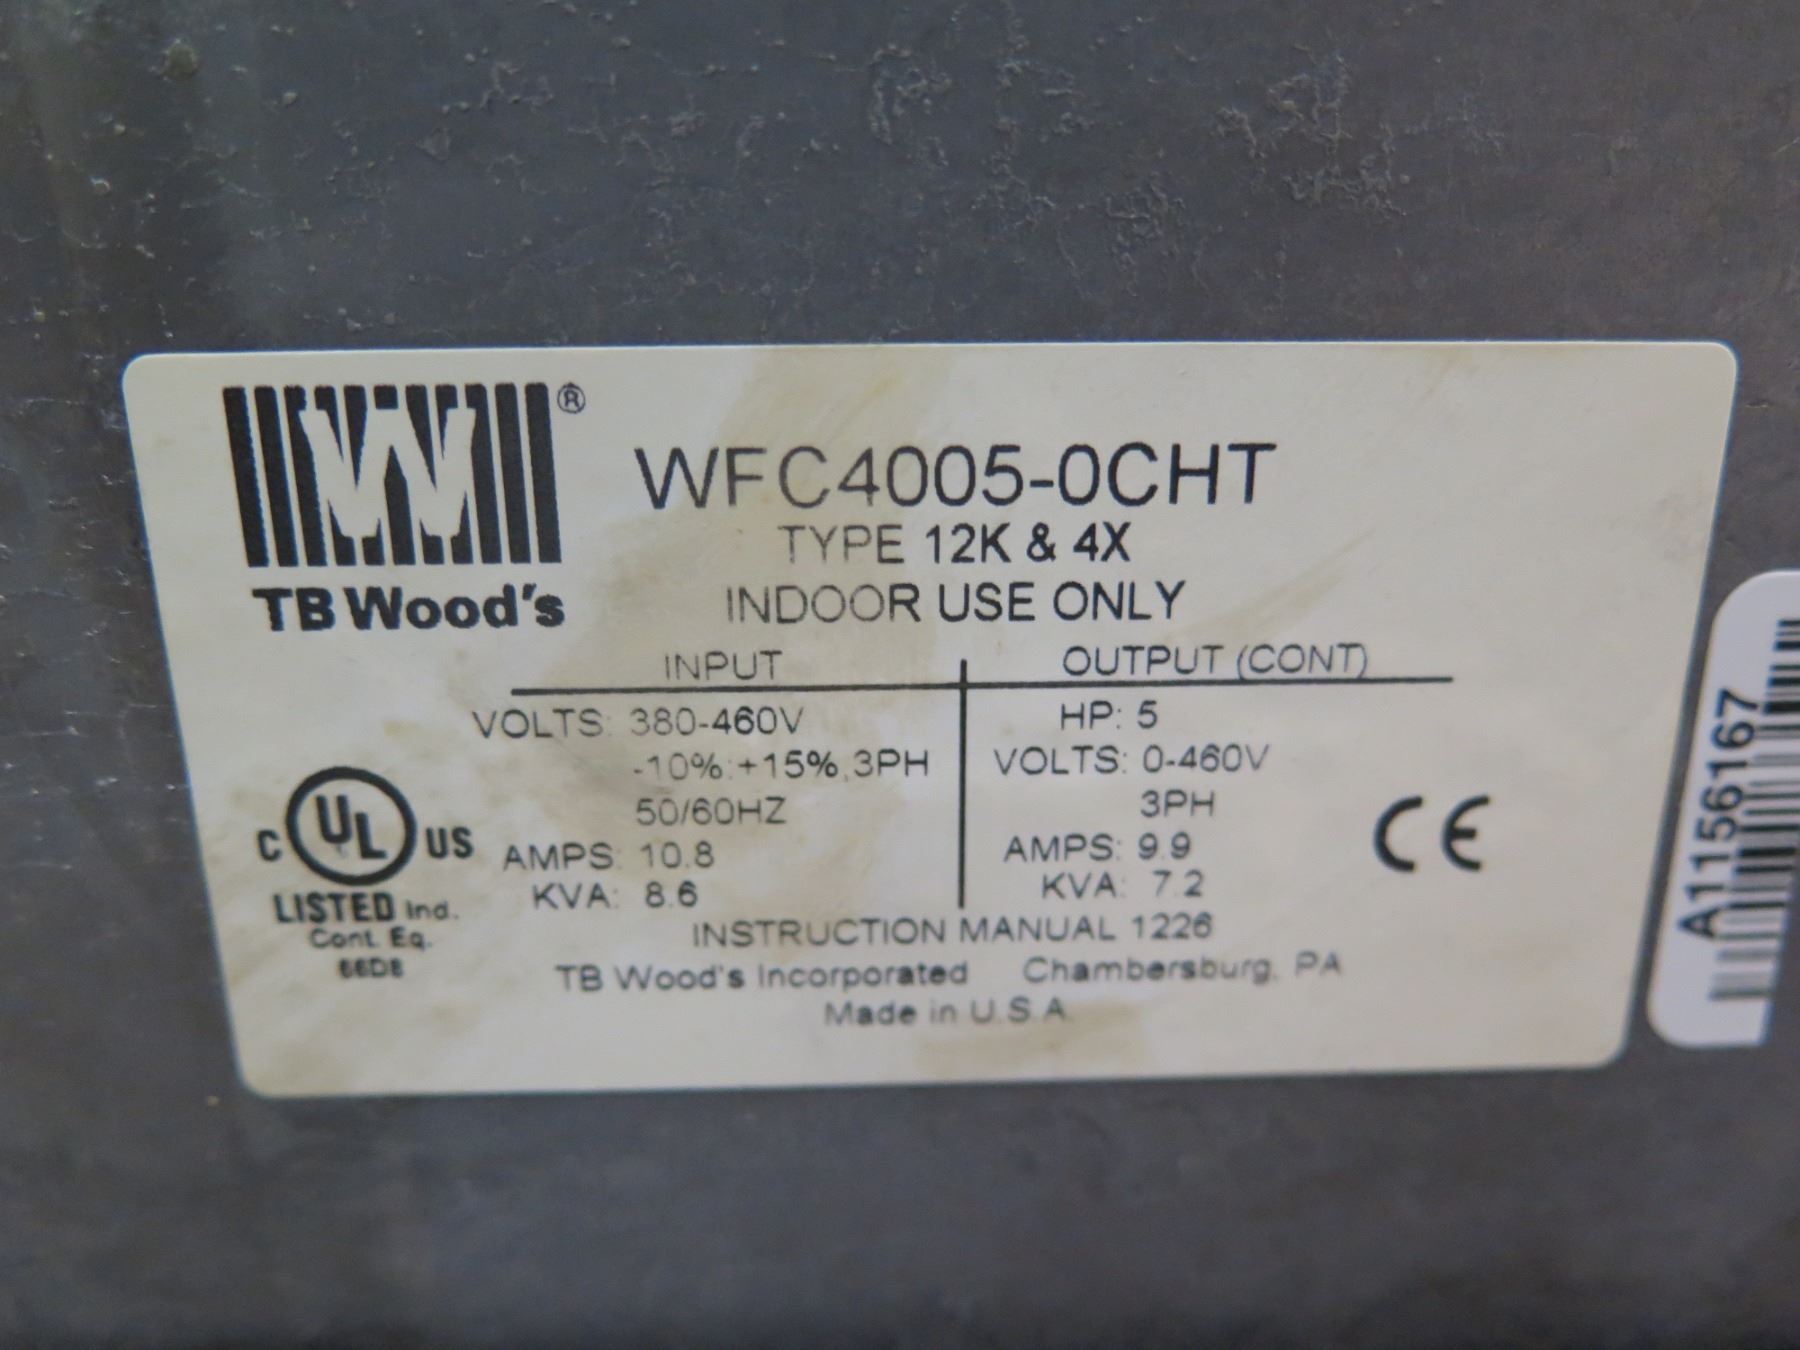 ®
TB Wood's
WFC4005-0CHT
TYPE 12K & 4X
INDOOR USE ONLY
INPUT
VOLTS: 380-460V
-10%:+15%,3PH
50/60HZ
AMPS: 10.8
KVA: 8.6
OUTPUT (CONT)
HP: 5
VOLTS: 0-460V
3PH
AMPS: 9.9
KVA: 7.2
C UL US
LISTED Ind.
Cont. Eq.
66D8
CE
INSTRUCTION MANUAL 1226
TB Wood's Incorporated Chambersburg, PA
Made in U.S.A.
A1156167